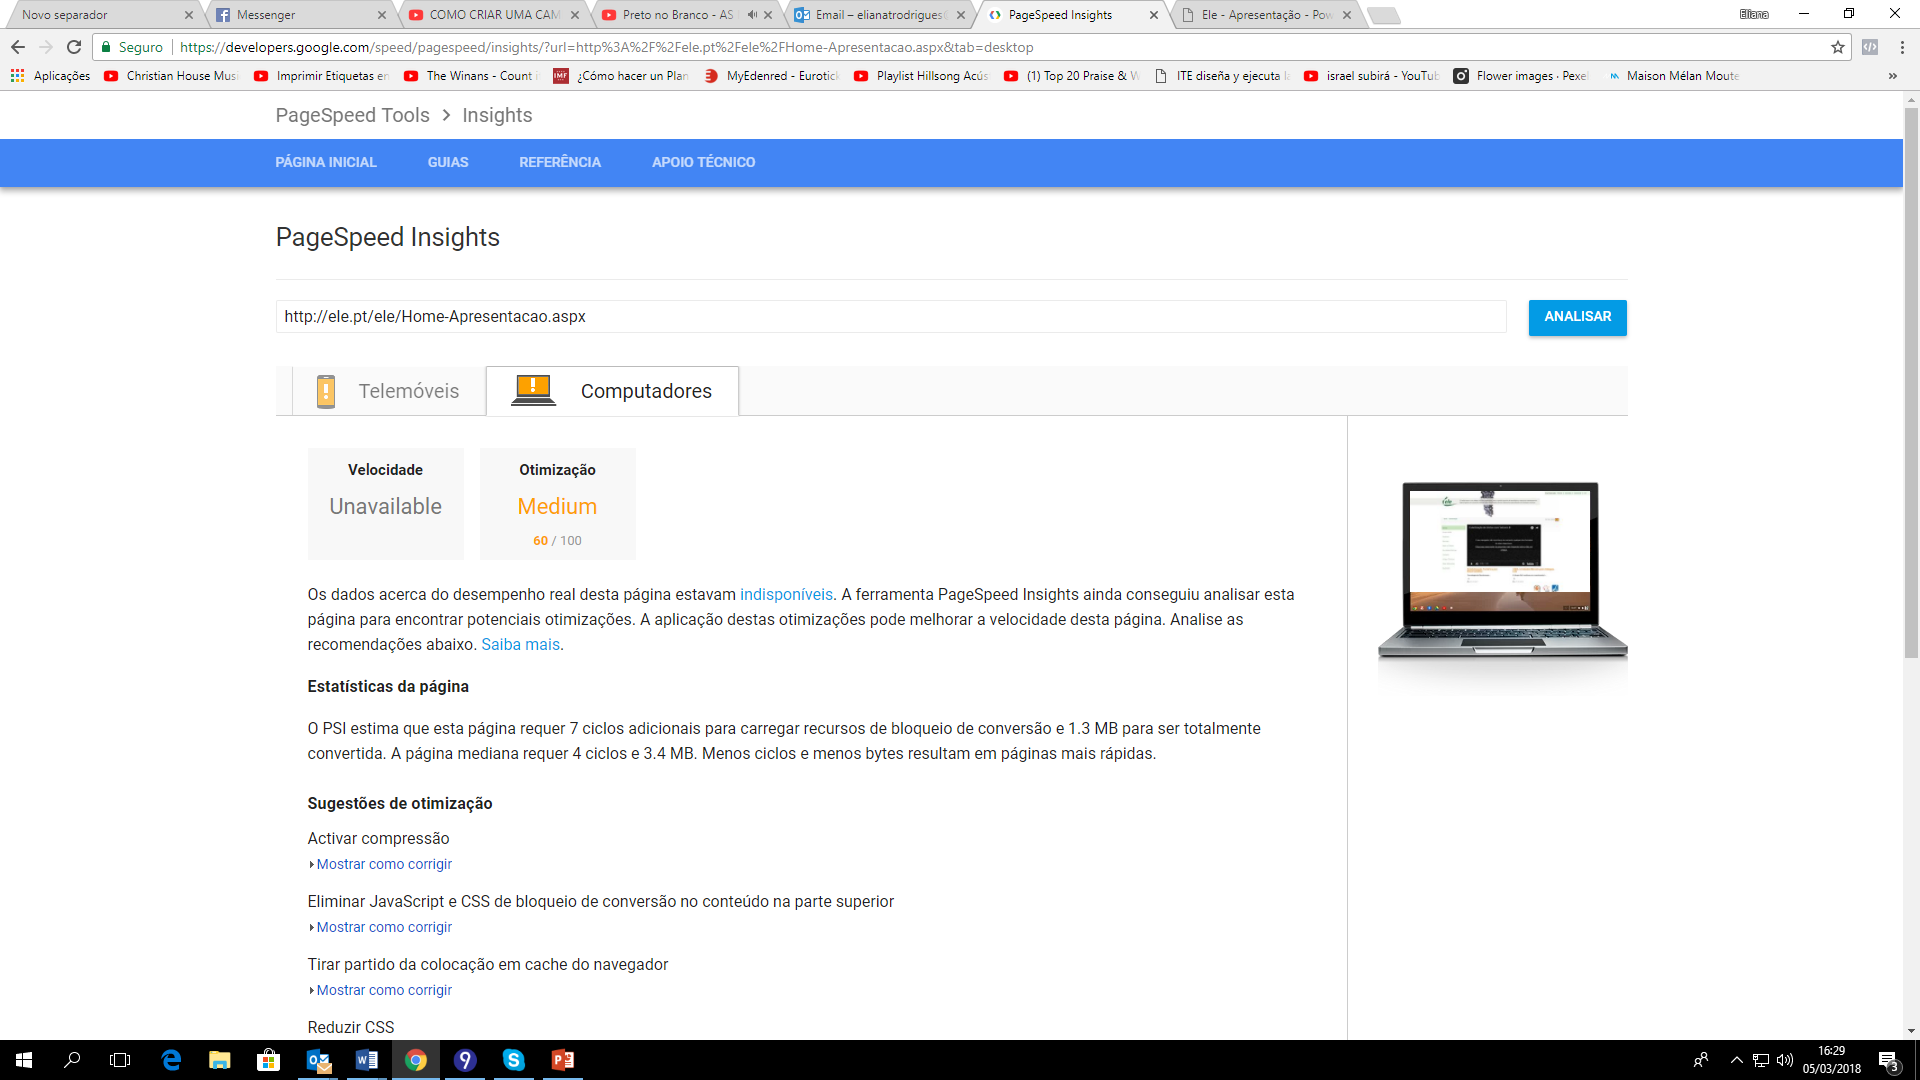 Novo separador
Messenger
COMO CRIAR UMA CAM
Preto no Branco - AS
Email – elianatrodrigues
PageSpeed Insights
Ele - Apresentação - Pow
Eliana
Seguro
https://developers.google.com/speed/pagespeed/insights/?url=http%3A%2F%2Fele.pt%2Fele%2FHome-Apresentacao.aspx&tab=desktop
Aplicações
Christian House Musi
Imprimir Etiquetas en
The Winans - Count i
¿Cómo hacer un Plan
MyEdenred - Eurotick
Playlist Hillsong Acús
(1) Top 20 Praise & W
ITE diseña y ejecuta la
israel subirá - YouTub
Flower images · Pexel
Maison Mélan Moute
PageSpeed Tools > Insights
PÁGINA INICIAL
GUIAS
REFERÊNCIA
APOIO TÉCNICO
PageSpeed Insights
http://ele.pt/ele/Home-Apresentacao.aspx
ANALISAR
Telemóveis
Computadores
Velocidade
Unavailable
Otimização
Medium
60 / 100
Os dados acerca do desempenho real desta página estavam indisponíveis. A ferramenta PageSpeed Insights ainda conseguiu analisar esta
página para encontrar potenciais otimizações. A aplicação destas otimizações pode melhorar a velocidade desta página. Analise as
recomendações abaixo. Saiba mais.
Estatísticas da página
O PSI estima que esta página requer 7 ciclos adicionais para carregar recursos de bloqueio de conversão e 1.3 MB para ser totalmente
convertida. A página mediana requer 4 ciclos e 3.4 MB. Menos ciclos e menos bytes resultam em páginas mais rápidas.
Sugestões de otimização
Activar compressão
Mostrar como corrigir
Eliminar JavaScript e CSS de bloqueio de conversão no conteúdo na parte superior
Mostrar como corrigir
Tirar partido da colocação em cache do navegador
Mostrar como corrigir
Reduzir CSS
16:29
05/03/2018
3